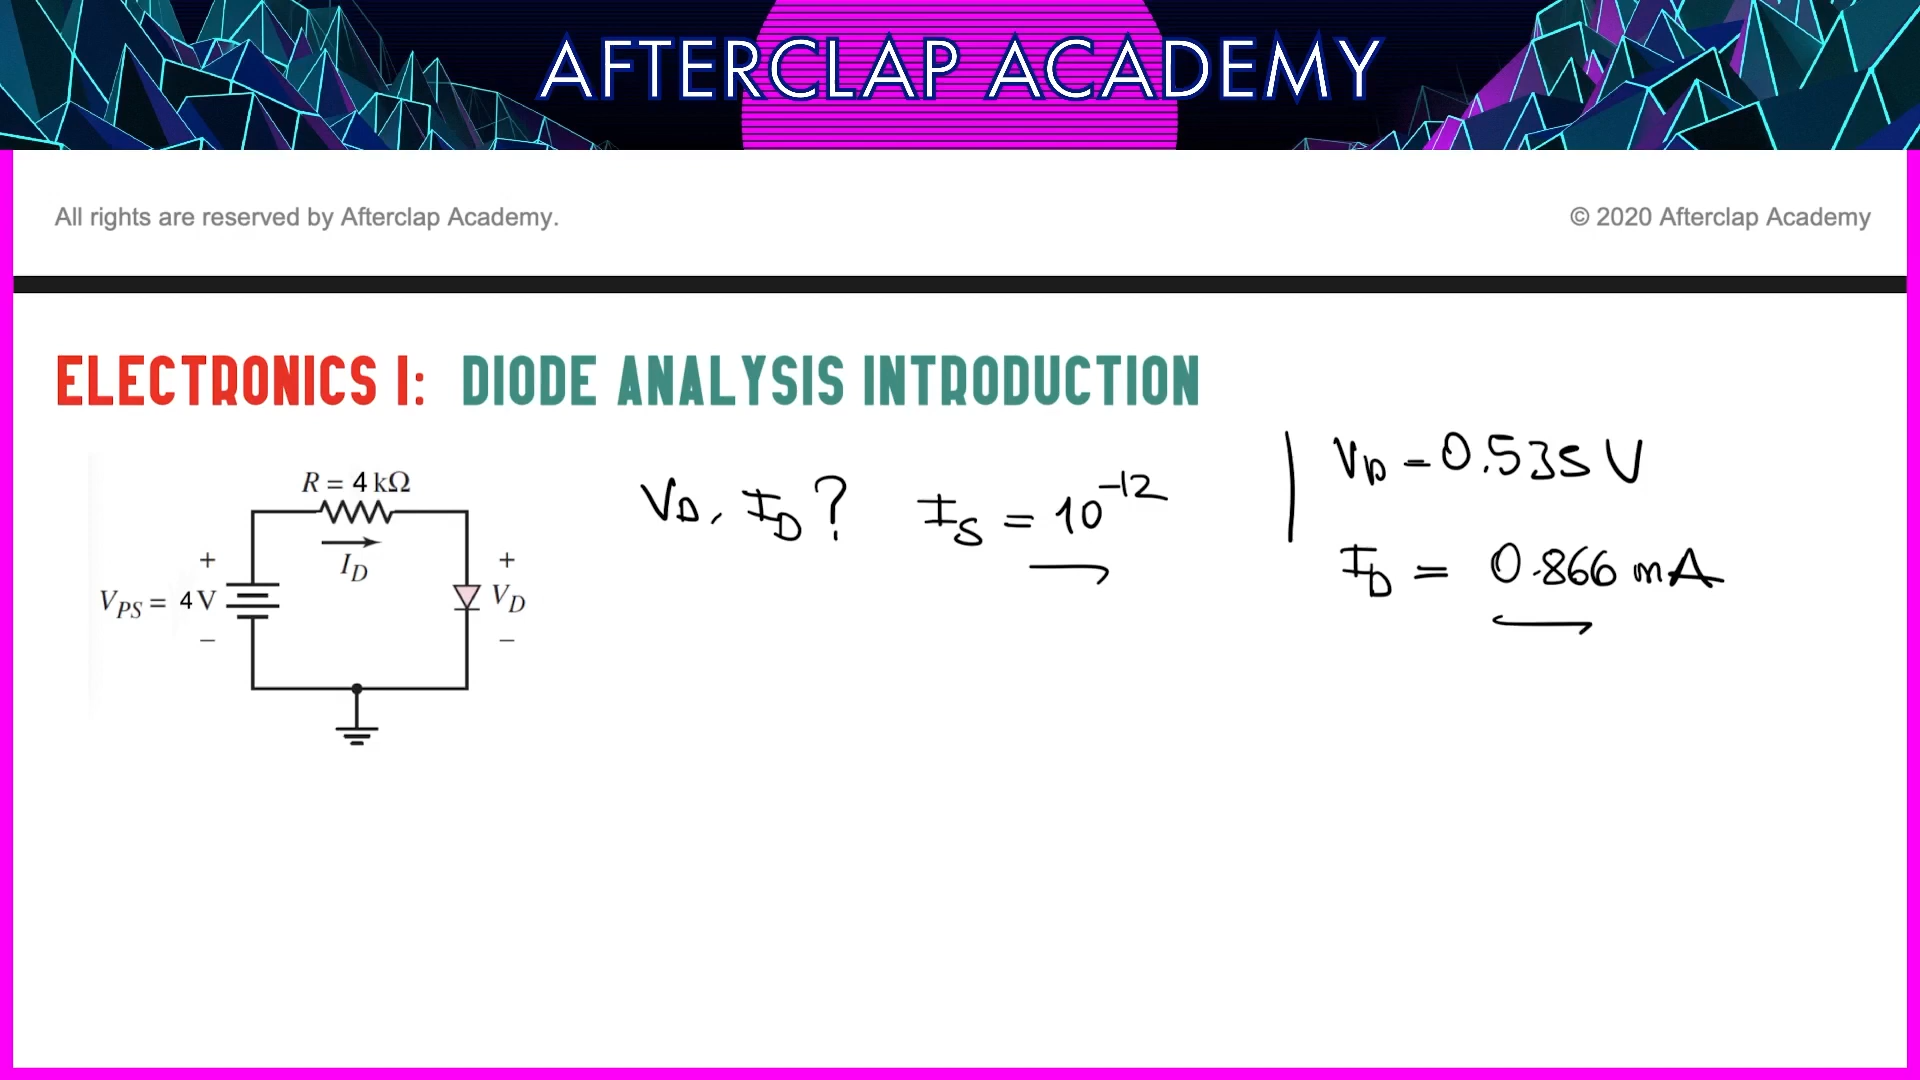 AFTERCLAP ACADEMY
All rights are reserved by Afterclap Academy.
© 2020 Afterclap Academy
ELECTRONICS I: DIODE ANALYSIS INTRODUCTION
R = 4 kΩ
I_D
+
V_PS = 4 V
−
+
V_D
−
V_D, I_D ? I_S = 10^-12
V_D = 0.535 V
I_D = 0.866 mA